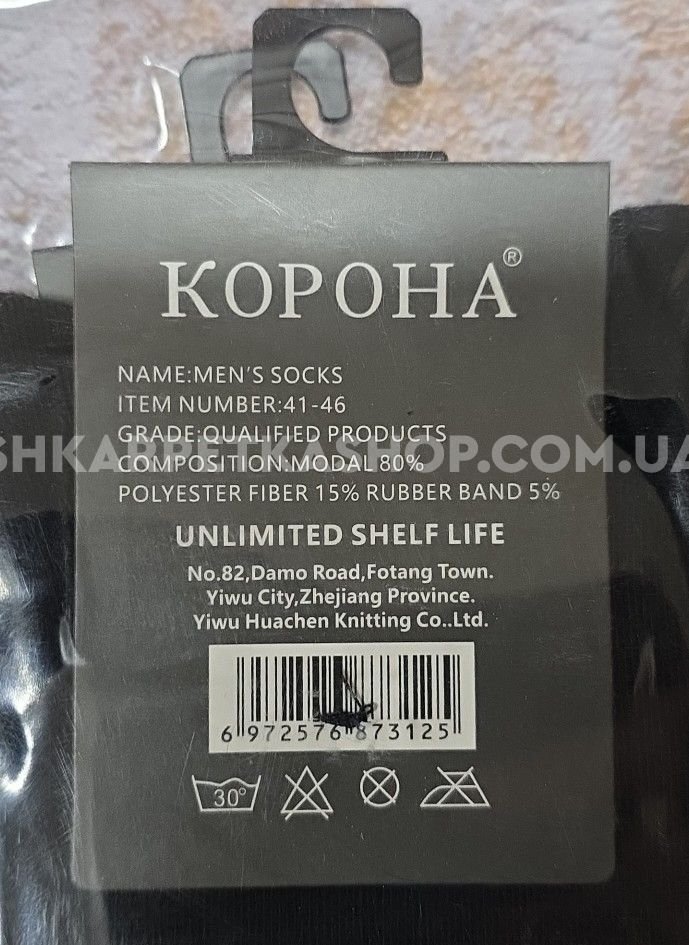 КОРОНА®
NAME:MEN'S SOCKS
ITEM NUMBER:41-46
GRADE:QUALIFIED PRODUCTS
SHKARPETKASHOP.COM.UA
COMPOSITION:MODAL 80%
POLYESTER FIBER 15% RUBBER BAND 5%
UNLIMITED SHELF LIFE
No.82,Damo Road,Fotang Town.
Yiwu City,Zhejiang Province.
Yiwu Huachen Knitting Co..Ltd.
6 972576 873125
30°